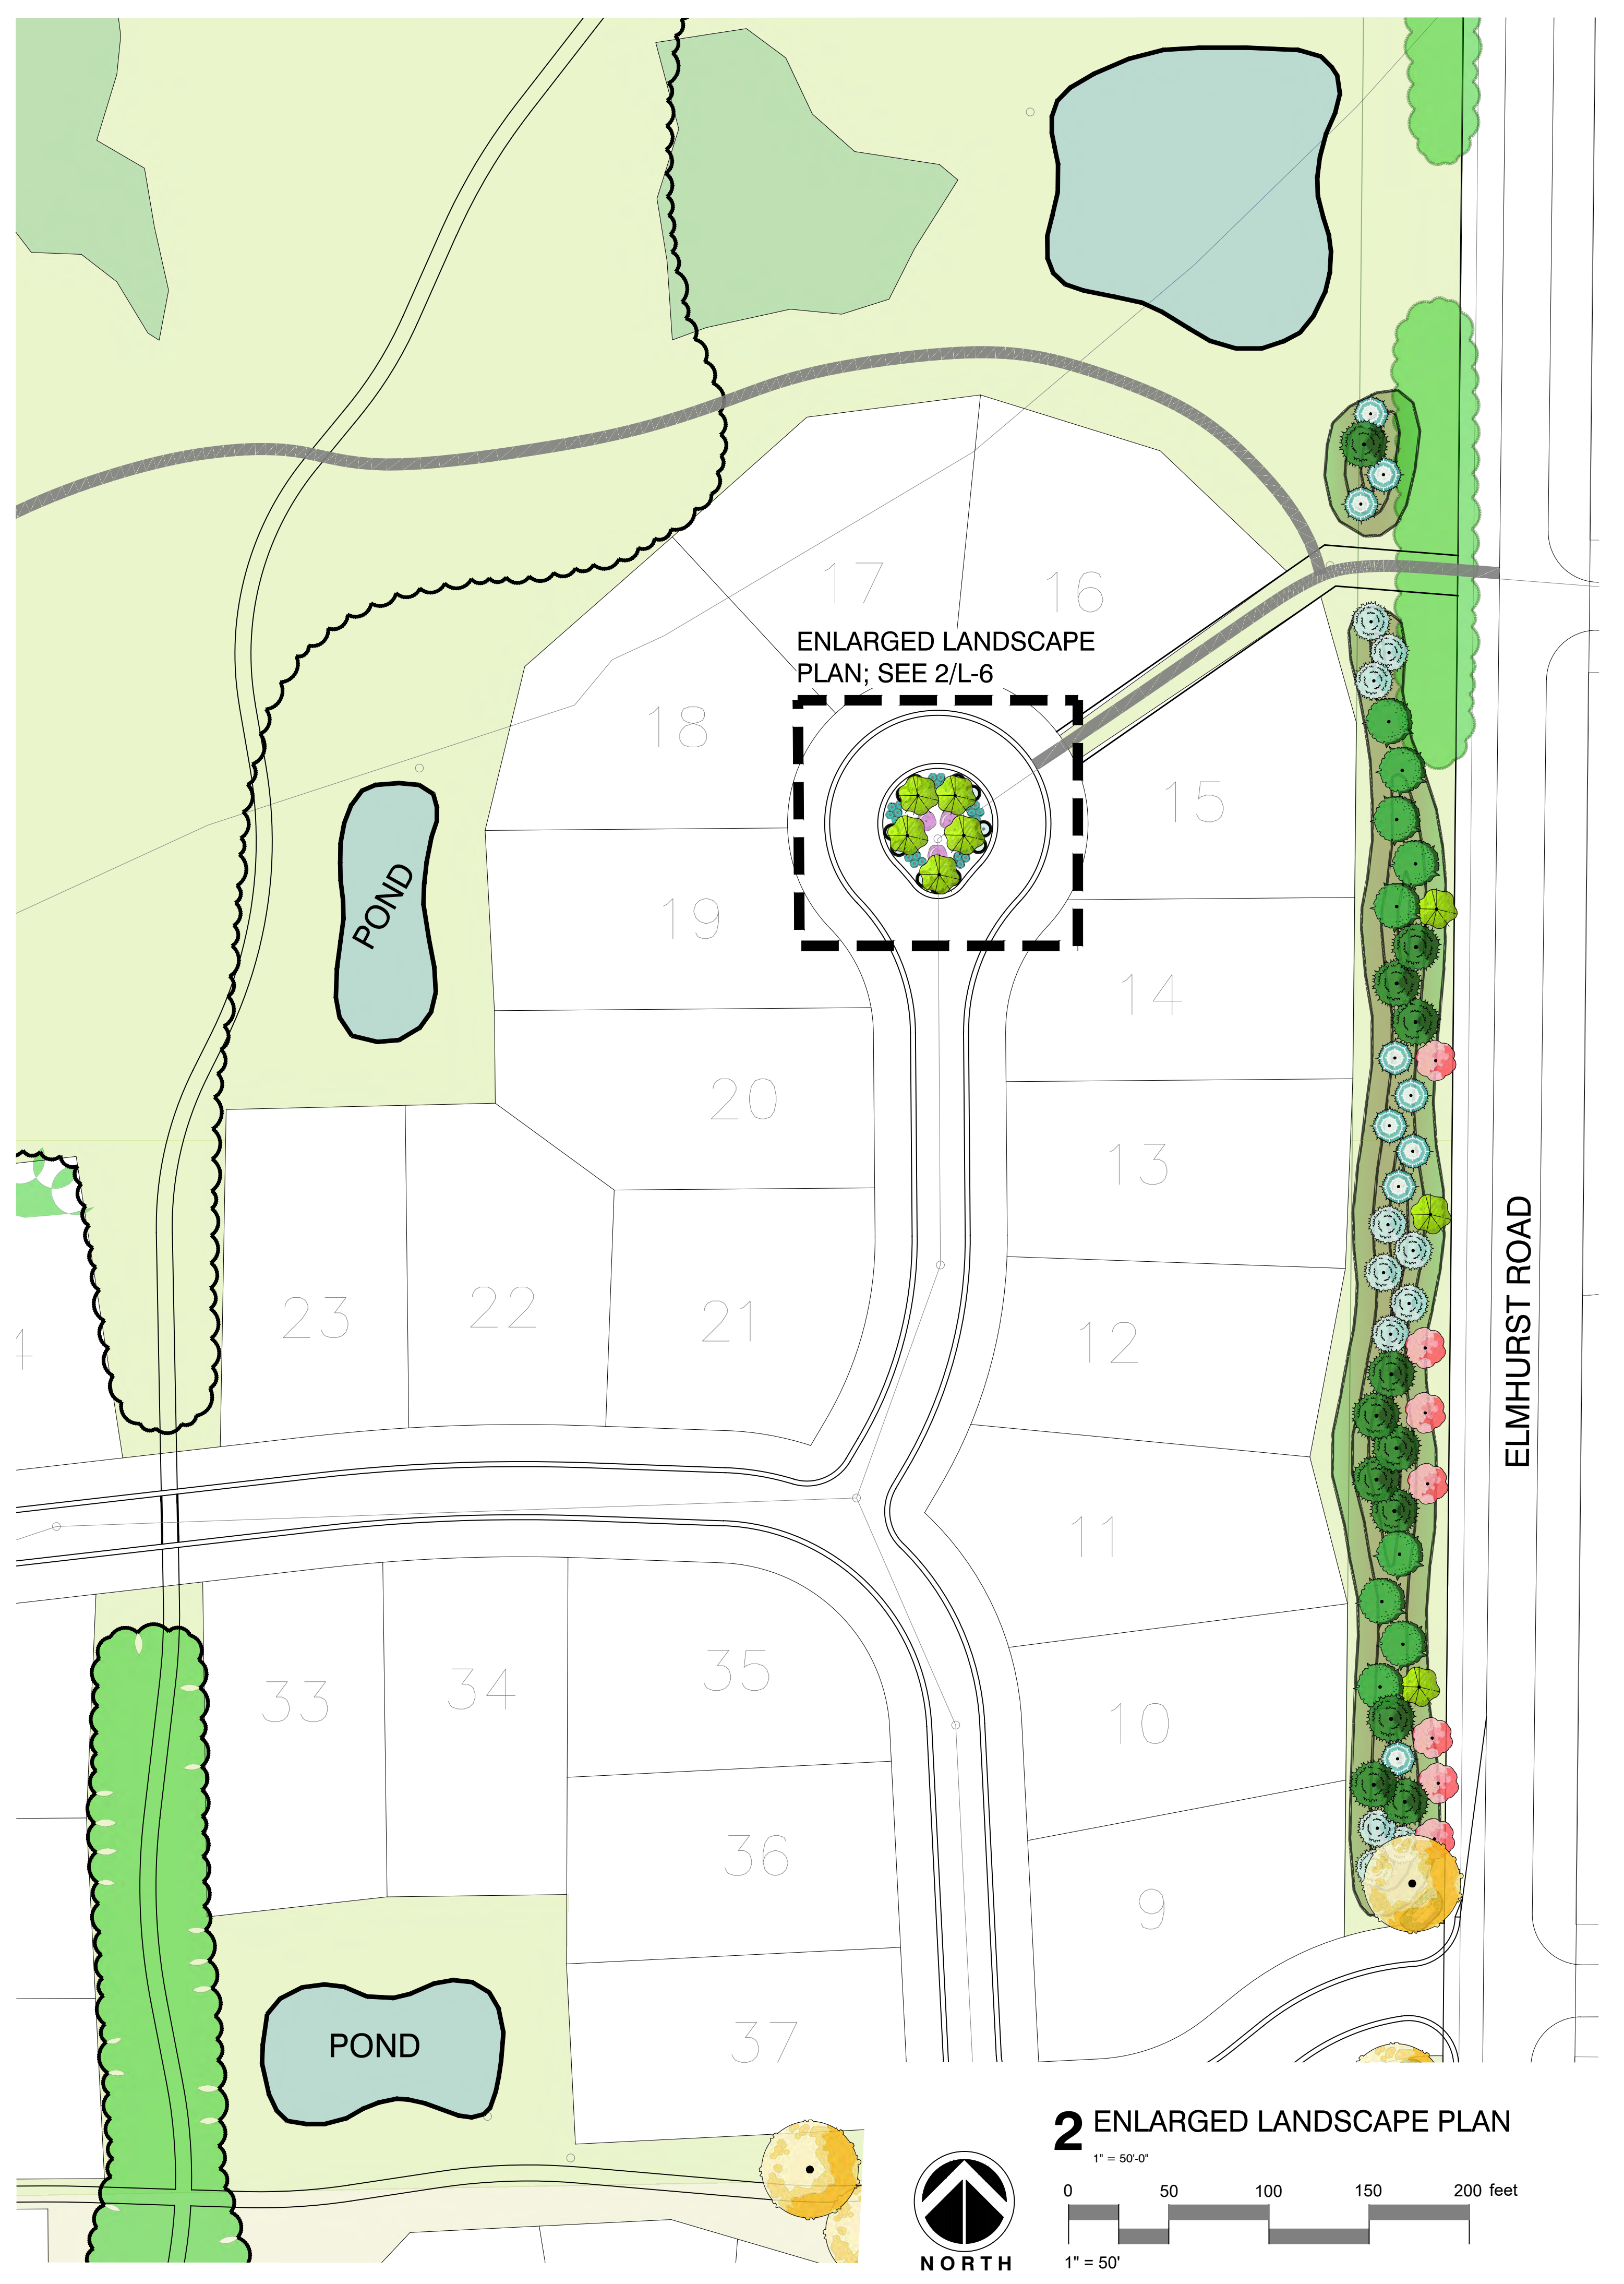 17
16
ENLARGED LANDSCAPE
PLAN; SEE 2/L-6
18
15
POND
19
14
20
13
ELMHURST ROAD
23
22
21
12
4
11
33
34
35
10
36
9
POND
37
2 ENLARGED LANDSCAPE PLAN
1" = 50'-0"
0 50 100 150 200 feet
1" = 50'
NORTH